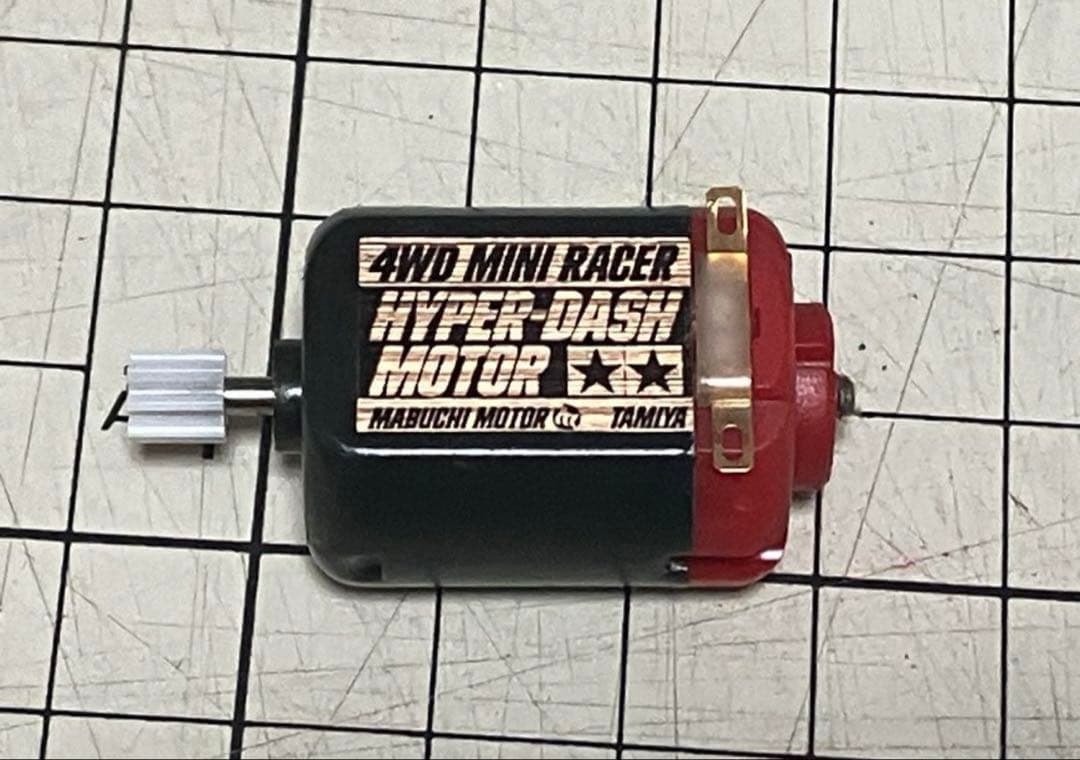 4WD MINI RACER
HYPER-DASH
MOTOR
MABUCHI MOTOR TAMIYA